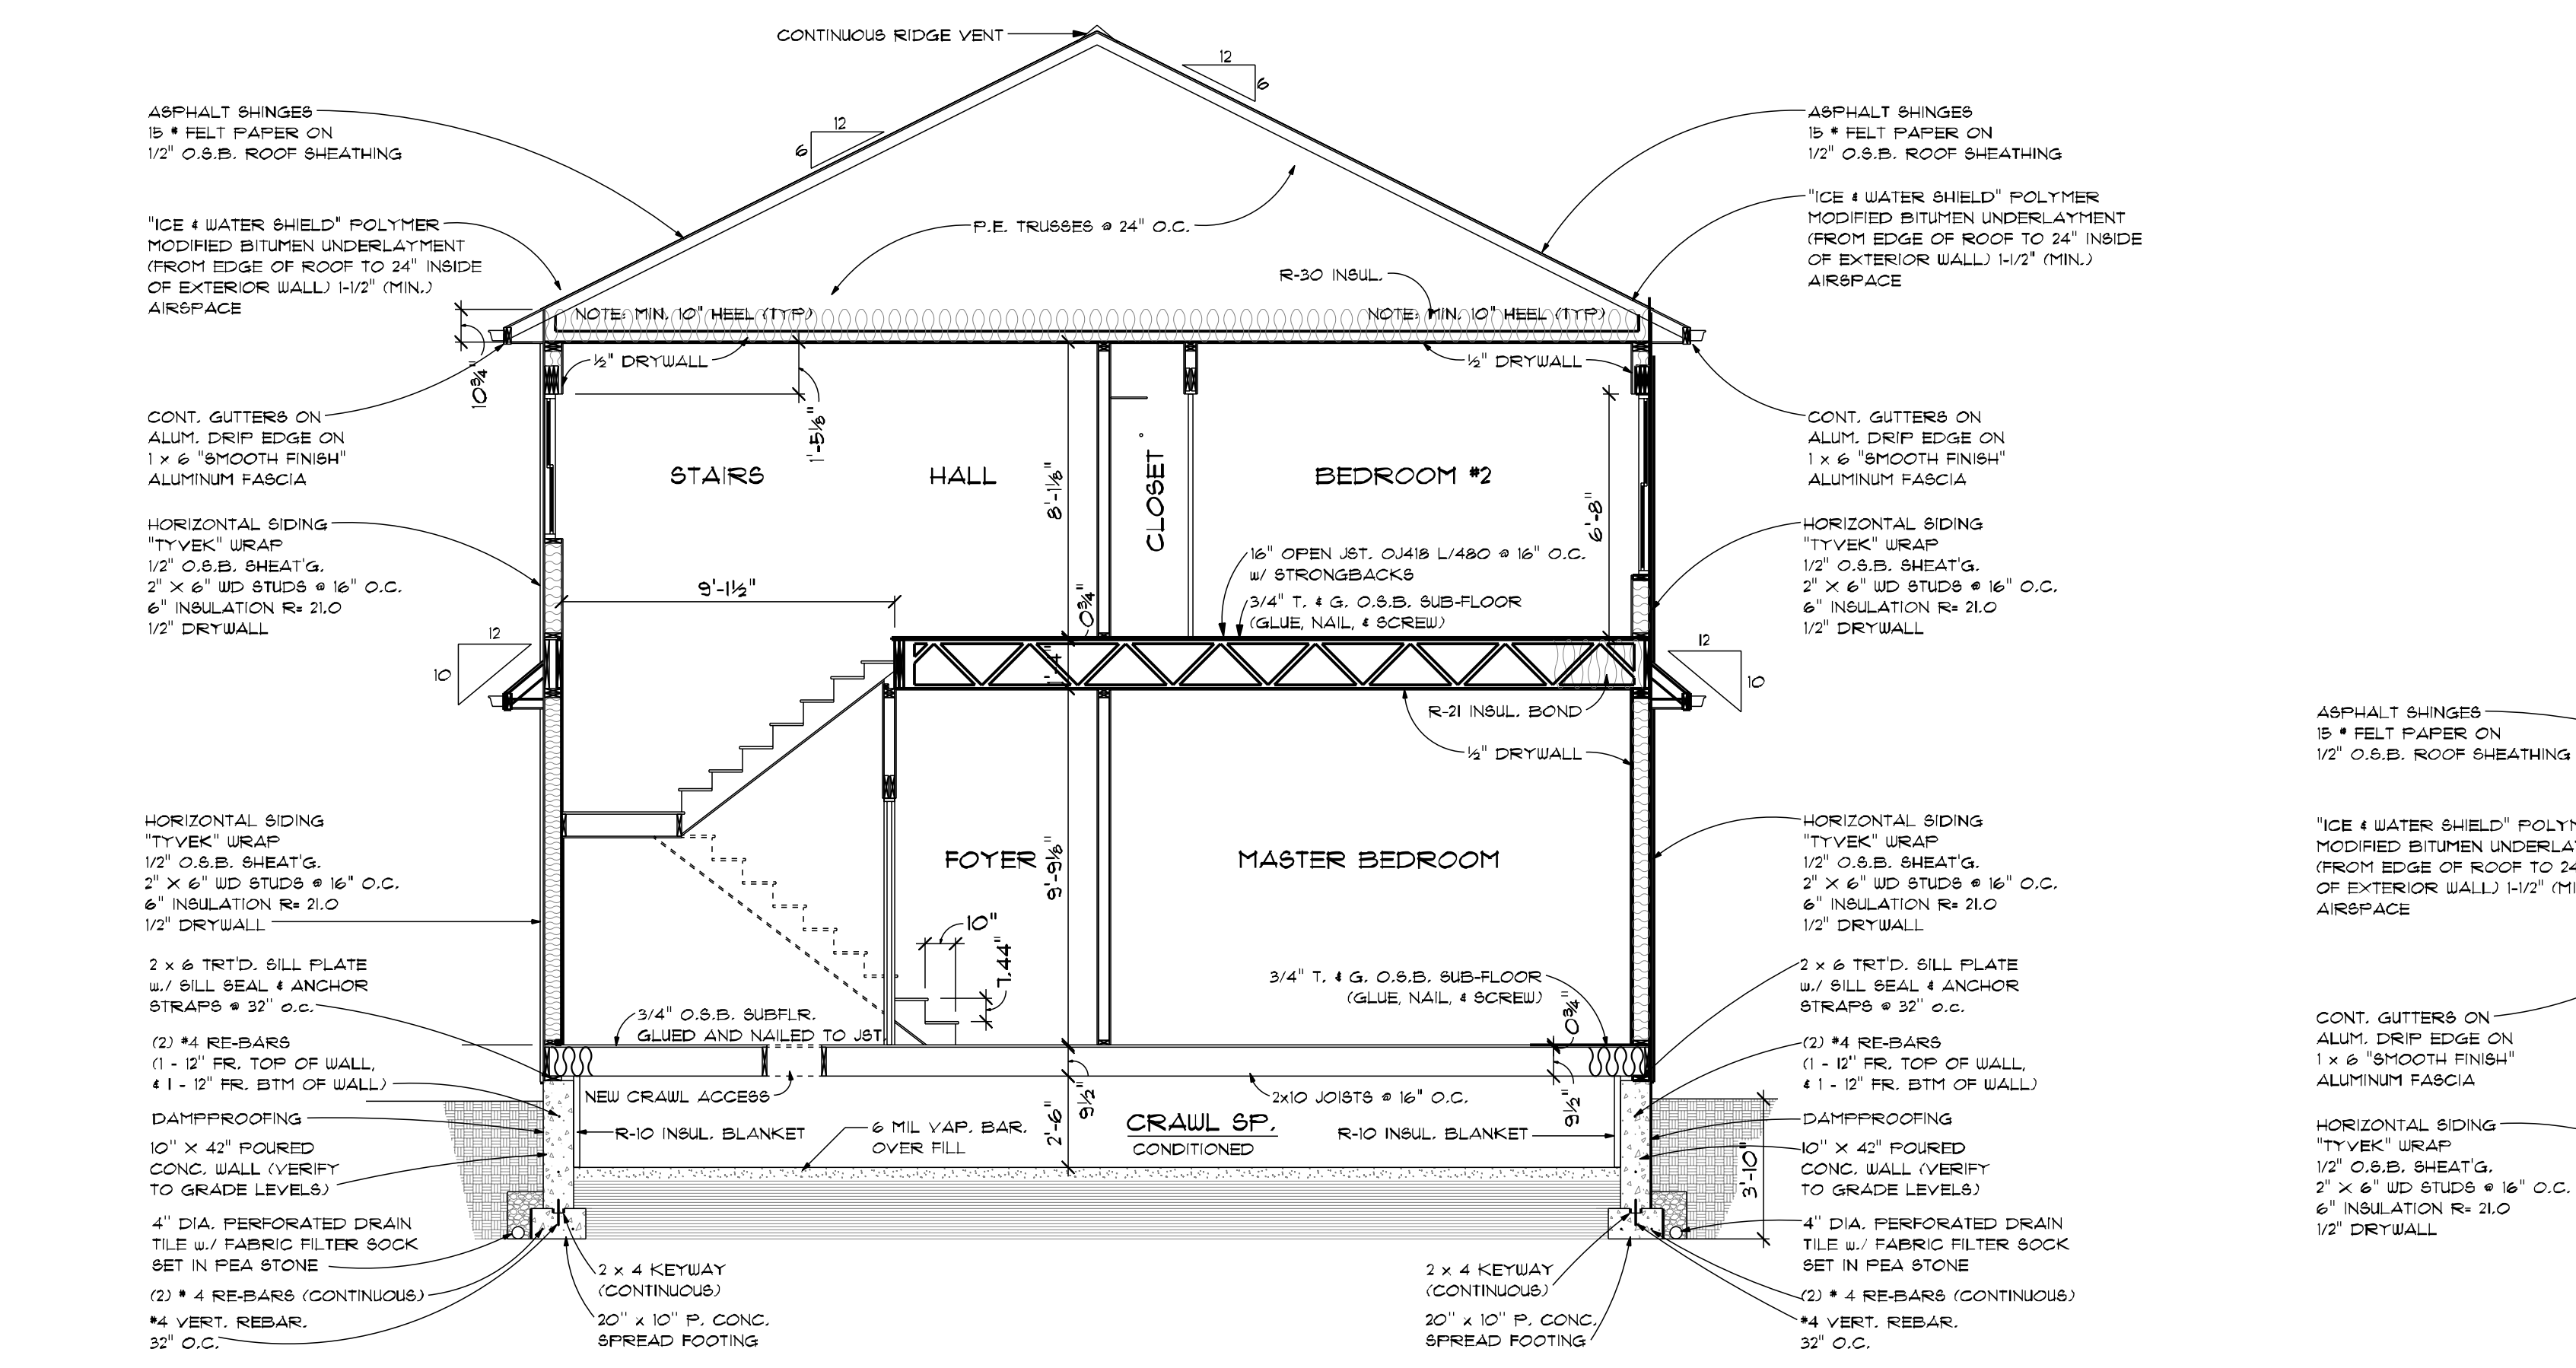 CONTINUOUS RIDGE VENT
12
6
12
6
ASPHALT SHINGES
15 # FELT PAPER ON
1/2" O.S.B. ROOF SHEATHING
"ICE & WATER SHIELD" POLYMER
MODIFIED BITUMEN UNDERLAYMENT
(FROM EDGE OF ROOF TO 24" INSIDE
OF EXTERIOR WALL) 1-1/2" (MIN.)
AIRSPACE
10¾"
CONT. GUTTERS ON
ALUM. DRIP EDGE ON
1 x 6 "SMOOTH FINISH"
ALUMINUM FASCIA
HORIZONTAL SIDING
"TYVEK" WRAP
1/2" O.S.B. SHEAT'G.
2" X 6" WD STUDS @ 16" O.C.
6" INSULATION R= 21.0
1/2" DRYWALL
12
10
HORIZONTAL SIDING
"TYVEK" WRAP
1/2" O.S.B. SHEAT'G.
2" X 6" WD STUDS @ 16" O.C.
6" INSULATION R= 21.0
1/2" DRYWALL
2 x 6 TRT'D. SILL PLATE
w./ SILL SEAL & ANCHOR
STRAPS @ 32" o.c.
(2) #4 RE-BARS
(1 - 12" FR. TOP OF WALL,
& 1 - 12" FR. BTM OF WALL)
DAMPPROOFING
10" X 42" POURED
CONC. WALL (VERIFY
TO GRADE LEVELS)
4" DIA. PERFORATED DRAIN
TILE w./ FABRIC FILTER SOCK
SET IN PEA STONE
(2) # 4 RE-BARS (CONTINUOUS)
#4 VERT. REBAR.
32" O.C.
P.E. TRUSSES @ 24" O.C.
R-30 INSUL.
NOTE: MIN. 10" HEEL (TYP)
NOTE: MIN. 10" HEEL (TYP)
½" DRYWALL
½" DRYWALL
1'-5⅛"
STAIRS
HALL
8'-1⅛"
CLOSET
BEDROOM #2
6'-8"
16" OPEN JST. OJ418 L/480 @ 16" O.C.
w/ STRONGBACKS
3/4" T. & G. O.S.B. SUB-FLOOR
(GLUE, NAIL, & SCREW)
9'-1½"
0¾"
1'-4"
R-21 INSUL. BOND
½" DRYWALL
FOYER
9'-9⅛"
MASTER BEDROOM
10"
7.44"
3/4" T. & G. O.S.B. SUB-FLOOR
(GLUE, NAIL, & SCREW)
0¾"
3/4" O.S.B. SUBFLR.
GLUED AND NAILED TO JST.
NEW CRAWL ACCESS
9½"
2x10 JOISTS @ 16" O.C.
9½"
R-10 INSUL. BLANKET
6 MIL VAP. BAR.
OVER FILL
2'-6"
CRAWL SP.
CONDITIONED
R-10 INSUL. BLANKET
3'-10"
2 x 4 KEYWAY
(CONTINUOUS)
20" x 10" P. CONC.
SPREAD FOOTING
2 x 4 KEYWAY
(CONTINUOUS)
20" x 10" P. CONC.
SPREAD FOOTING
ASPHALT SHINGES
15 # FELT PAPER ON
1/2" O.S.B. ROOF SHEATHING
"ICE & WATER SHIELD" POLYMER
MODIFIED BITUMEN UNDERLAYMENT
(FROM EDGE OF ROOF TO 24" INSIDE
OF EXTERIOR WALL) 1-1/2" (MIN.)
AIRSPACE
CONT. GUTTERS ON
ALUM. DRIP EDGE ON
1 x 6 "SMOOTH FINISH"
ALUMINUM FASCIA
HORIZONTAL SIDING
"TYVEK" WRAP
1/2" O.S.B. SHEAT'G.
2" X 6" WD STUDS @ 16" O.C.
6" INSULATION R= 21.0
1/2" DRYWALL
12
10
HORIZONTAL SIDING
"TYVEK" WRAP
1/2" O.S.B. SHEAT'G.
2" X 6" WD STUDS @ 16" O.C.
6" INSULATION R= 21.0
1/2" DRYWALL
2 x 6 TRT'D. SILL PLATE
w./ SILL SEAL & ANCHOR
STRAPS @ 32" o.c.
(2) #4 RE-BARS
(1 - 12" FR. TOP OF WALL,
& 1 - 12" FR. BTM OF WALL)
DAMPPROOFING
10" X 42" POURED
CONC. WALL (VERIFY
TO GRADE LEVELS)
4" DIA. PERFORATED DRAIN
TILE w./ FABRIC FILTER SOCK
SET IN PEA STONE
(2) # 4 RE-BARS (CONTINUOUS)
#4 VERT. REBAR.
32" O.C.
ASPHALT SHINGES
15 # FELT PAPER ON
1/2" O.S.B. ROOF SHEATHING
"ICE & WATER SHIELD"
MODIFIED BITUMEN
(FROM EDGE OF ROOF TO
OF EXTERIOR WALL) 1-1/2"
AIRSPACE
CONT. GUTTERS ON
ALUM. DRIP EDGE ON
1 x 6 "SMOOTH FINISH"
ALUMINUM FASCIA
HORIZONTAL SIDING
"TYVEK" WRAP
1/2" O.S.B. SHEAT'G.
2" X 6" WD STUDS @ 16" O.C.
6" INSULATION R= 21.0
1/2" DRYWALL